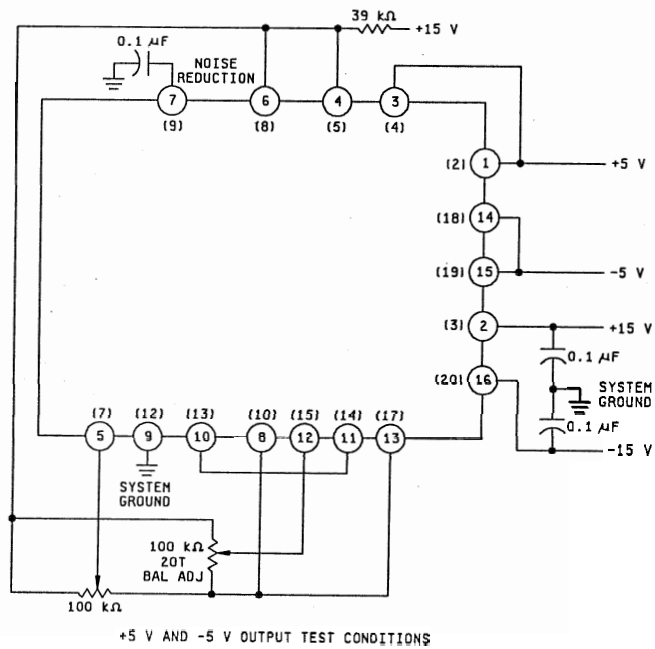 39 kΩ
+15 V
0.1 µF
NOISE
REDUCTION
7
6
4
3
(9)
(8)
(5)
(4)
(2) 1
+5 V
(18) 14
(19) 15
-5 V
(3) 2
+15 V
0.1 µF
(20) 16
SYSTEM
GROUND
0.1 µF
-15 V
(7)
(12)
(13)
(10)
(15)
(14)
(17)
5
9
10
8
12
11
13
SYSTEM
GROUND
100 kΩ
20T
BAL ADJ
100 kΩ
+5 V AND -5 V OUTPUT TEST CONDITIONS